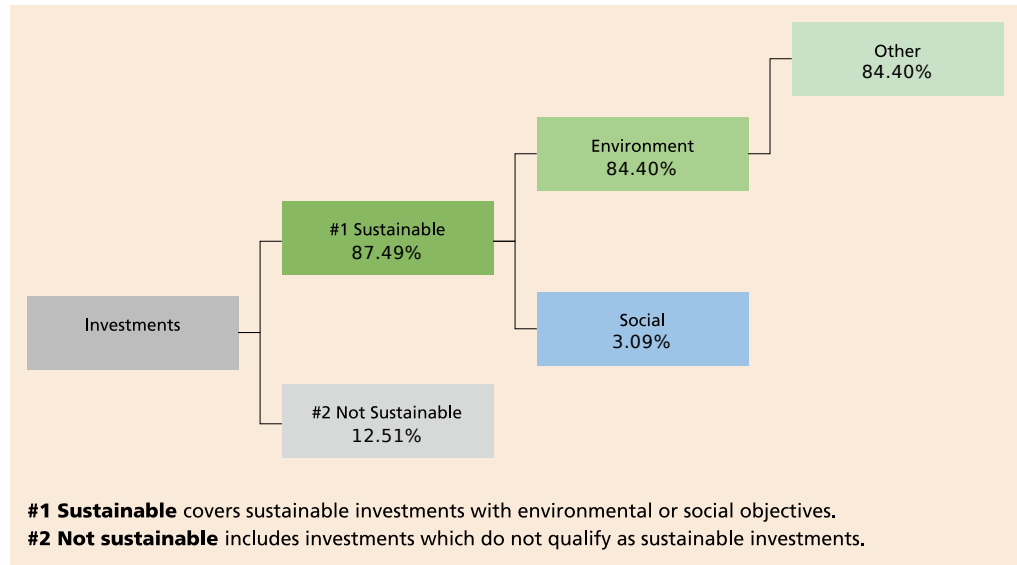 Other
84.40%
Environment
84.40%
#1 Sustainable
87.49%
Investments
Social
3.09%
#2 Not Sustainable
12.51%
#1 Sustainable covers sustainable investments with environmental or social objectives.
#2 Not sustainable includes investments which do not qualify as sustainable investments.